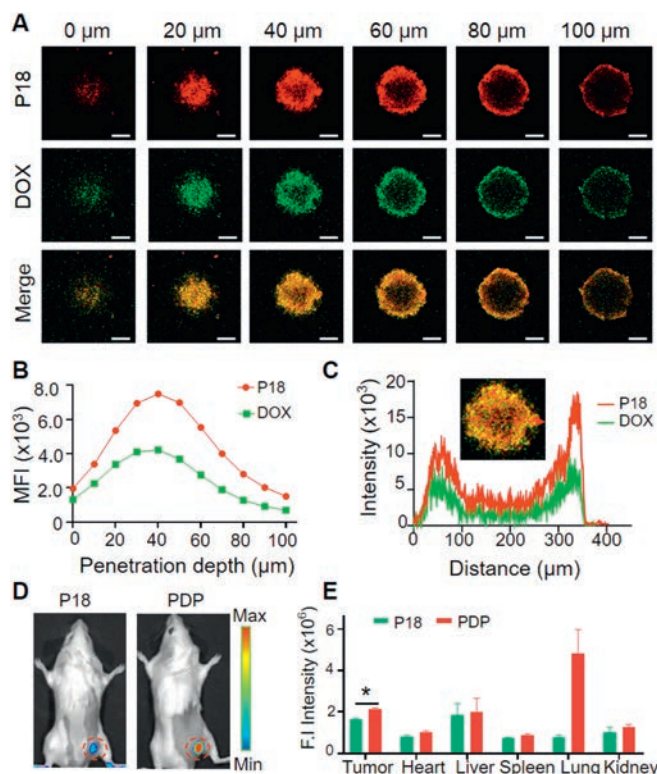 A
0 µm 20 µm 40 µm 60 µm 80 µm 100 µm
P18
DOX
Merge
B
8.0
6.0
4.0
2.0
0
MFI (x10³)
P18
DOX
0 20 40 60 80 100
Penetration depth (µm)
C
20
15
10
5
0
Intensity (x10³)
P18
DOX
0 100 200 300 400
Distance (µm)
D
P18 PDP
Max
Min
E
6
4
2
0
F.I Intensity (x10⁶)
P18 PDP
*
Tumor Heart Liver Spleen Lung Kidney